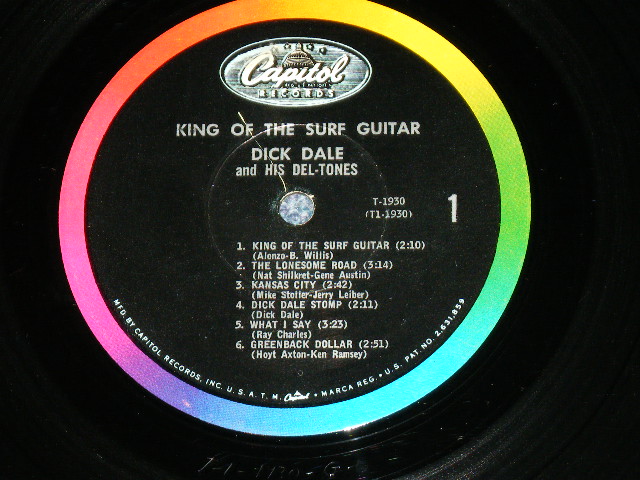 Capitol
RECORDS
KING OF THE SURF GUITAR
DICK DALE
and HIS DEL-TONES
T-1930
(T1-1930)
1
1. KING OF THE SURF GUITAR (2:10)
(Alonzo-B. Willis)
2. THE LONESOME ROAD (3:14)
(Nat Shilkret-Gene Austin)
3. KANSAS CITY (2:42)
(Mike Stoller-Jerry Leiber)
4. DICK DALE STOMP (2:11)
(Dick Dale)
5. WHAT I SAY (3:23)
(Ray Charles)
6. GREENBACK DOLLAR (2:51)
(Hoyt Axton-Ken Ramsey)
MFD. BY CAPITOL RECORDS, INC. U. S. A. T. M. Capitol • MARCA REG. • U. S. PAT. NO. 2,631,859